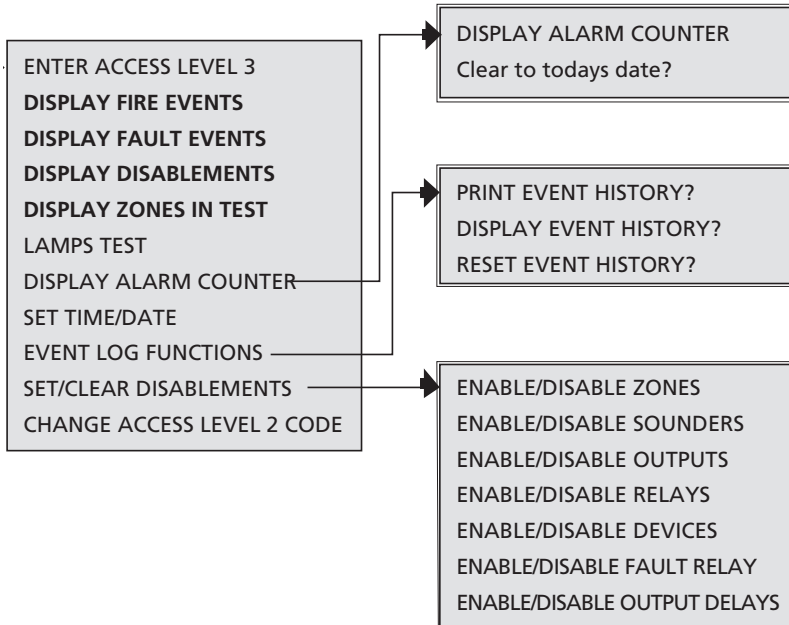 ENTER ACCESS LEVEL 3
DISPLAY FIRE EVENTS
DISPLAY FAULT EVENTS
DISPLAY DISABLEMENTS
DISPLAY ZONES IN TEST
LAMPS TEST
DISPLAY ALARM COUNTER
SET TIME/DATE
EVENT LOG FUNCTIONS
SET/CLEAR DISABLEMENTS
CHANGE ACCESS LEVEL 2 CODE
DISPLAY ALARM COUNTER
Clear to todays date?
PRINT EVENT HISTORY?
DISPLAY EVENT HISTORY?
RESET EVENT HISTORY?
ENABLE/DISABLE ZONES
ENABLE/DISABLE SOUNDERS
ENABLE/DISABLE OUTPUTS
ENABLE/DISABLE RELAYS
ENABLE/DISABLE DEVICES
ENABLE/DISABLE FAULT RELAY
ENABLE/DISABLE OUTPUT DELAYS